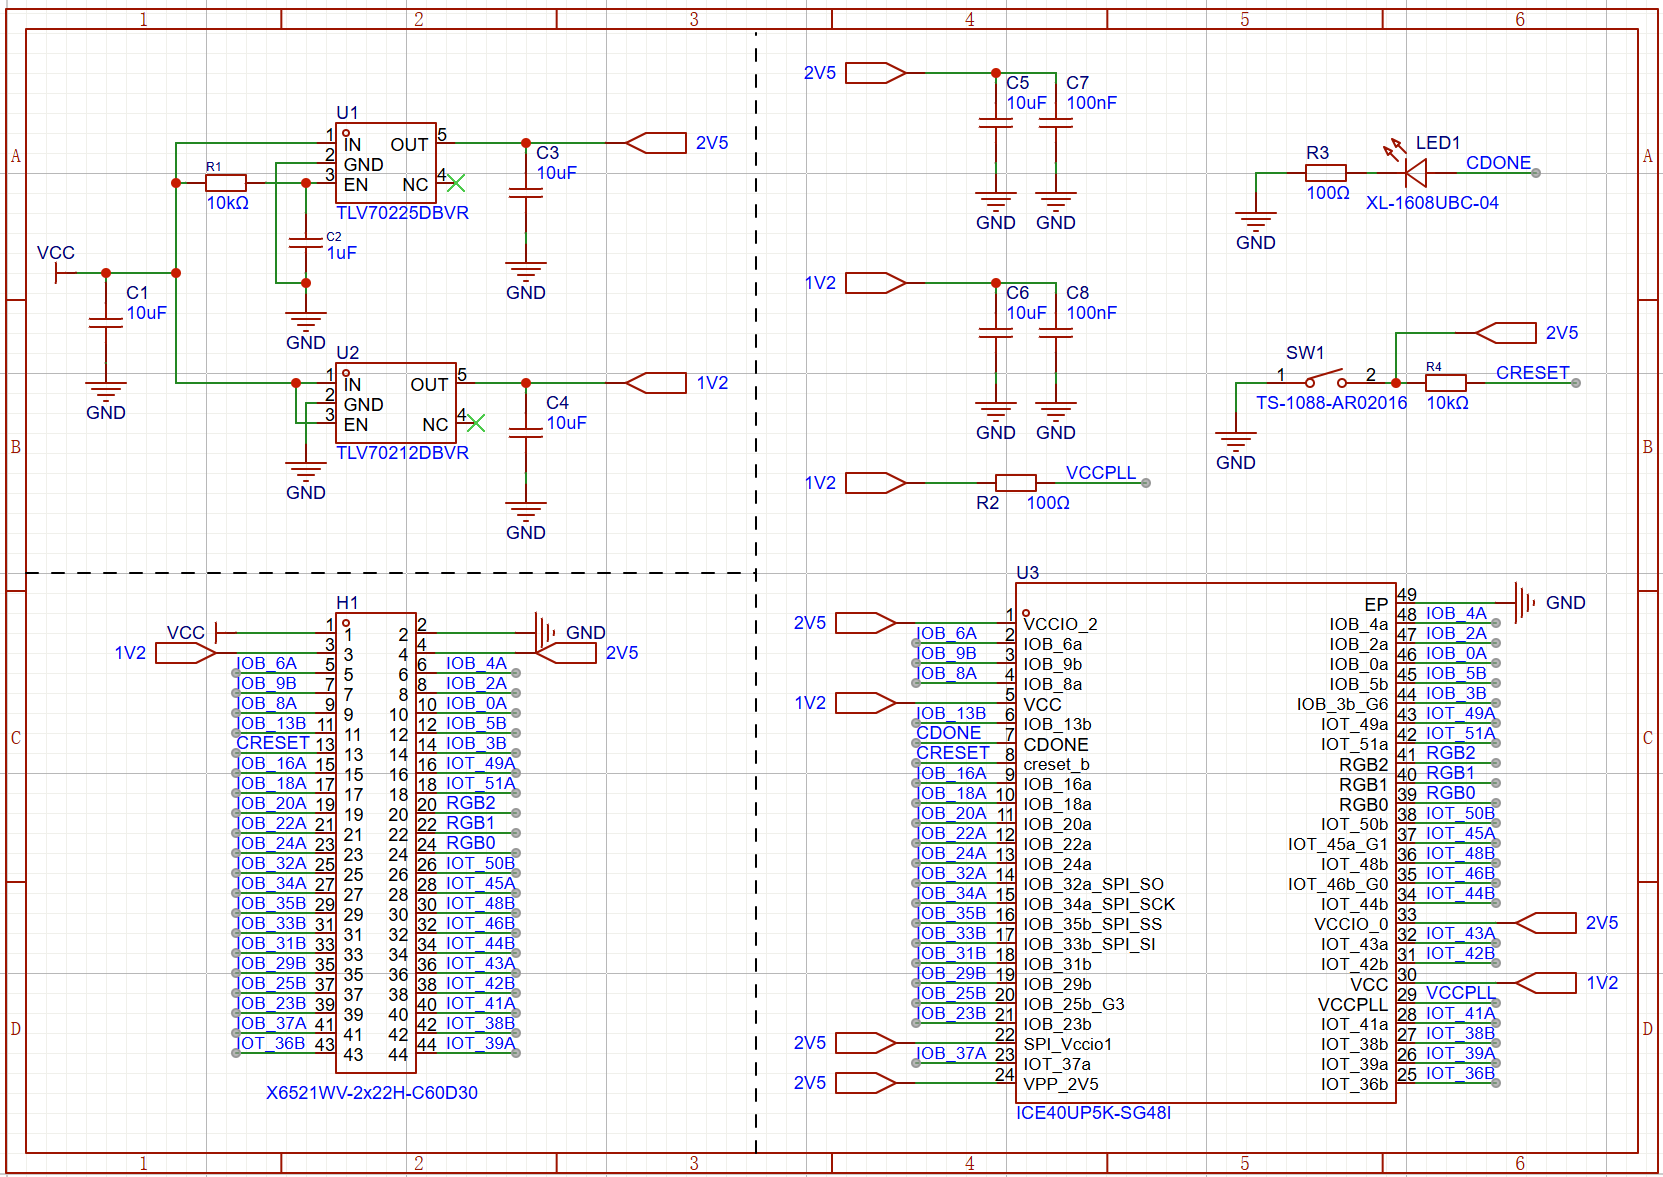 1 2 3 4 5 6
A
B
C
D
VCC
C1
10uF
GND
R1
10kΩ
C2
1uF
GND
U1
1 IN
2 GND
3 EN
OUT 5
NC 4
TLV70225DBVR
C3
10uF
GND
2V5
U2
1 IN
2 GND
3 EN
OUT 5
NC 4
TLV70212DBVR
GND
C4
10uF
GND
1V2
2V5
C5
10uF
GND
C7
100nF
GND
1V2
C6
10uF
GND
C8
100nF
GND
1V2
R2
100Ω
VCCPLL
R3
100Ω
GND
LED1
XL-1608UBC-04
CDONE
SW1
1 2
TS-1088-AR02016
GND
2V5
R4
10kΩ
CRESET
H1
VCC 1 1 2 2 GND
1V2 3 3 4 4 2V5
IOB_6A 5 5 6 6 IOB_4A
IOB_9B 7 7 8 8 IOB_2A
IOB_8A 9 9 10 10 IOB_0A
IOB_13B 11 11 12 12 IOB_5B
CRESET 13 13 14 14 IOB_3B
IOB_16A 15 15 16 16 IOT_49A
IOB_18A 17 17 18 18 IOT_51A
IOB_20A 19 19 20 20 RGB2
IOB_22A 21 21 22 22 RGB1
IOB_24A 23 23 24 24 RGB0
IOB_32A 25 25 26 26 IOT_50B
IOB_34A 27 27 28 28 IOT_45A
IOB_35B 29 29 30 30 IOT_48B
IOB_33B 31 31 32 32 IOT_46B
IOB_31B 33 33 34 34 IOT_44B
IOB_29B 35 35 36 36 IOT_43A
IOB_25B 37 37 38 38 IOT_42B
IOB_23B 39 39 40 40 IOT_41A
IOB_37A 41 41 42 42 IOT_38B
IOT_36B 43 43 44 44 IOT_39A
X6521WV-2x22H-C60D30
U3
2V5 1 VCCIO_2
IOB_6A 2 IOB_6a
IOB_9B 3 IOB_9b
IOB_8A 4 IOB_8a
1V2 5 VCC
IOB_13B 6 IOB_13b
CDONE 7 CDONE
CRESET 8 creset_b
IOB_16A 9 IOB_16a
IOB_18A 10 IOB_18a
IOB_20A 11 IOB_20a
IOB_22A 12 IOB_22a
IOB_24A 13 IOB_24a
IOB_32A 14 IOB_32a_SPI_SO
IOB_34A 15 IOB_34a_SPI_SCK
IOB_35B 16 IOB_35b_SPI_SS
IOB_33B 17 IOB_33b_SPI_SI
IOB_31B 18 IOB_31b
IOB_29B 19 IOB_29b
IOB_25B 20 IOB_25b_G3
IOB_23B 21 IOB_23b
2V5 22 SPI_Vccio1
IOB_37A 23 IOT_37a
2V5 24 VPP_2V5
EP 49 GND
IOB_4a 48 IOB_4A
IOB_2a 47 IOB_2A
IOB_0a 46 IOB_0A
IOB_5b 45 IOB_5B
IOB_3b_G6 44 IOB_3B
IOT_49a 43 IOT_49A
IOT_51a 42 IOT_51A
RGB2 41 RGB2
RGB1 40 RGB1
RGB0 39 RGB0
IOT_50b 38 IOT_50B
IOT_45a_G1 37 IOT_45A
IOT_48b 36 IOT_48B
IOT_46b_G0 35 IOT_46B
IOT_44b 34 IOT_44B
VCCIO_0 33 2V5
IOT_43a 32 IOT_43A
IOT_42b 31 IOT_42B
VCC 30 1V2
VCCPLL 29 VCCPLL
IOT_41a 28 IOT_41A
IOT_38b 27 IOT_38B
IOT_39a 26 IOT_39A
IOT_36b 25 IOT_36B
ICE40UP5K-SG48I
A
B
C
D
1 2 3 4 5 6